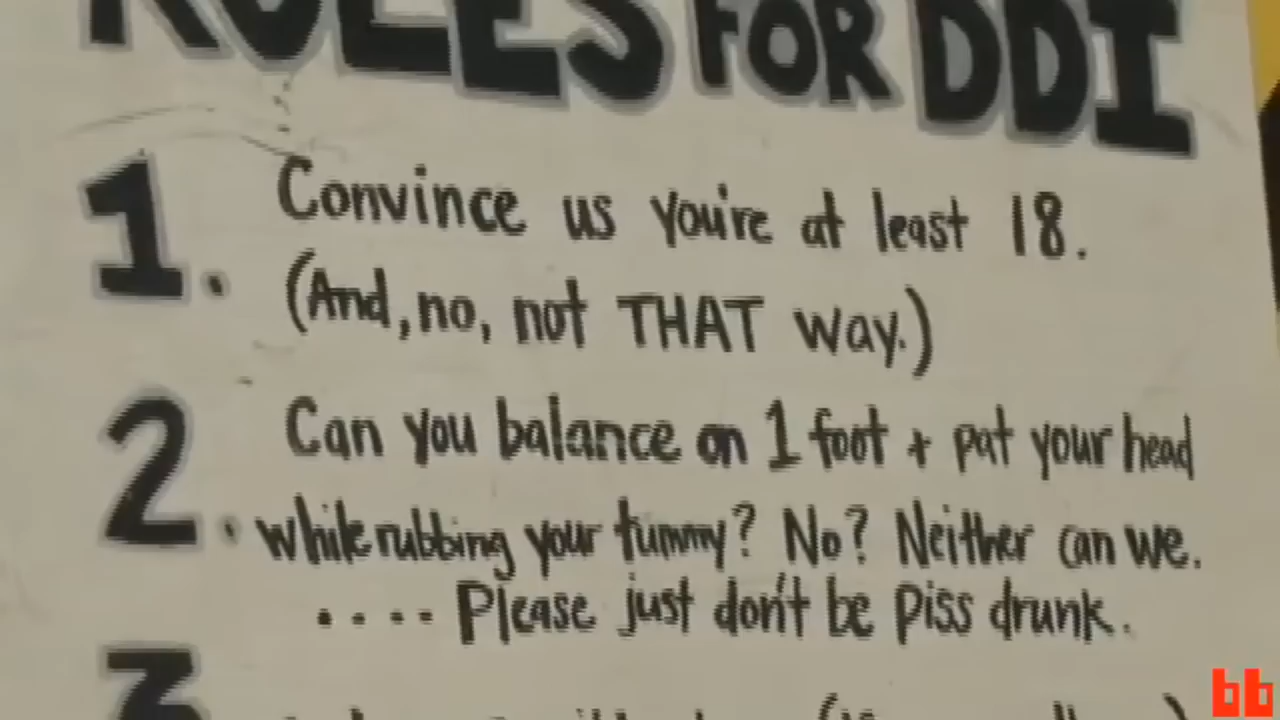 RULES FOR DDI
1. Convince us you're at least 18.
(And, no, not THAT way.)
2. Can you balance on 1 foot + pat your head
while rubbing your tummy? No? Neither can we.
.... Please just don't be piss drunk.
3
bb